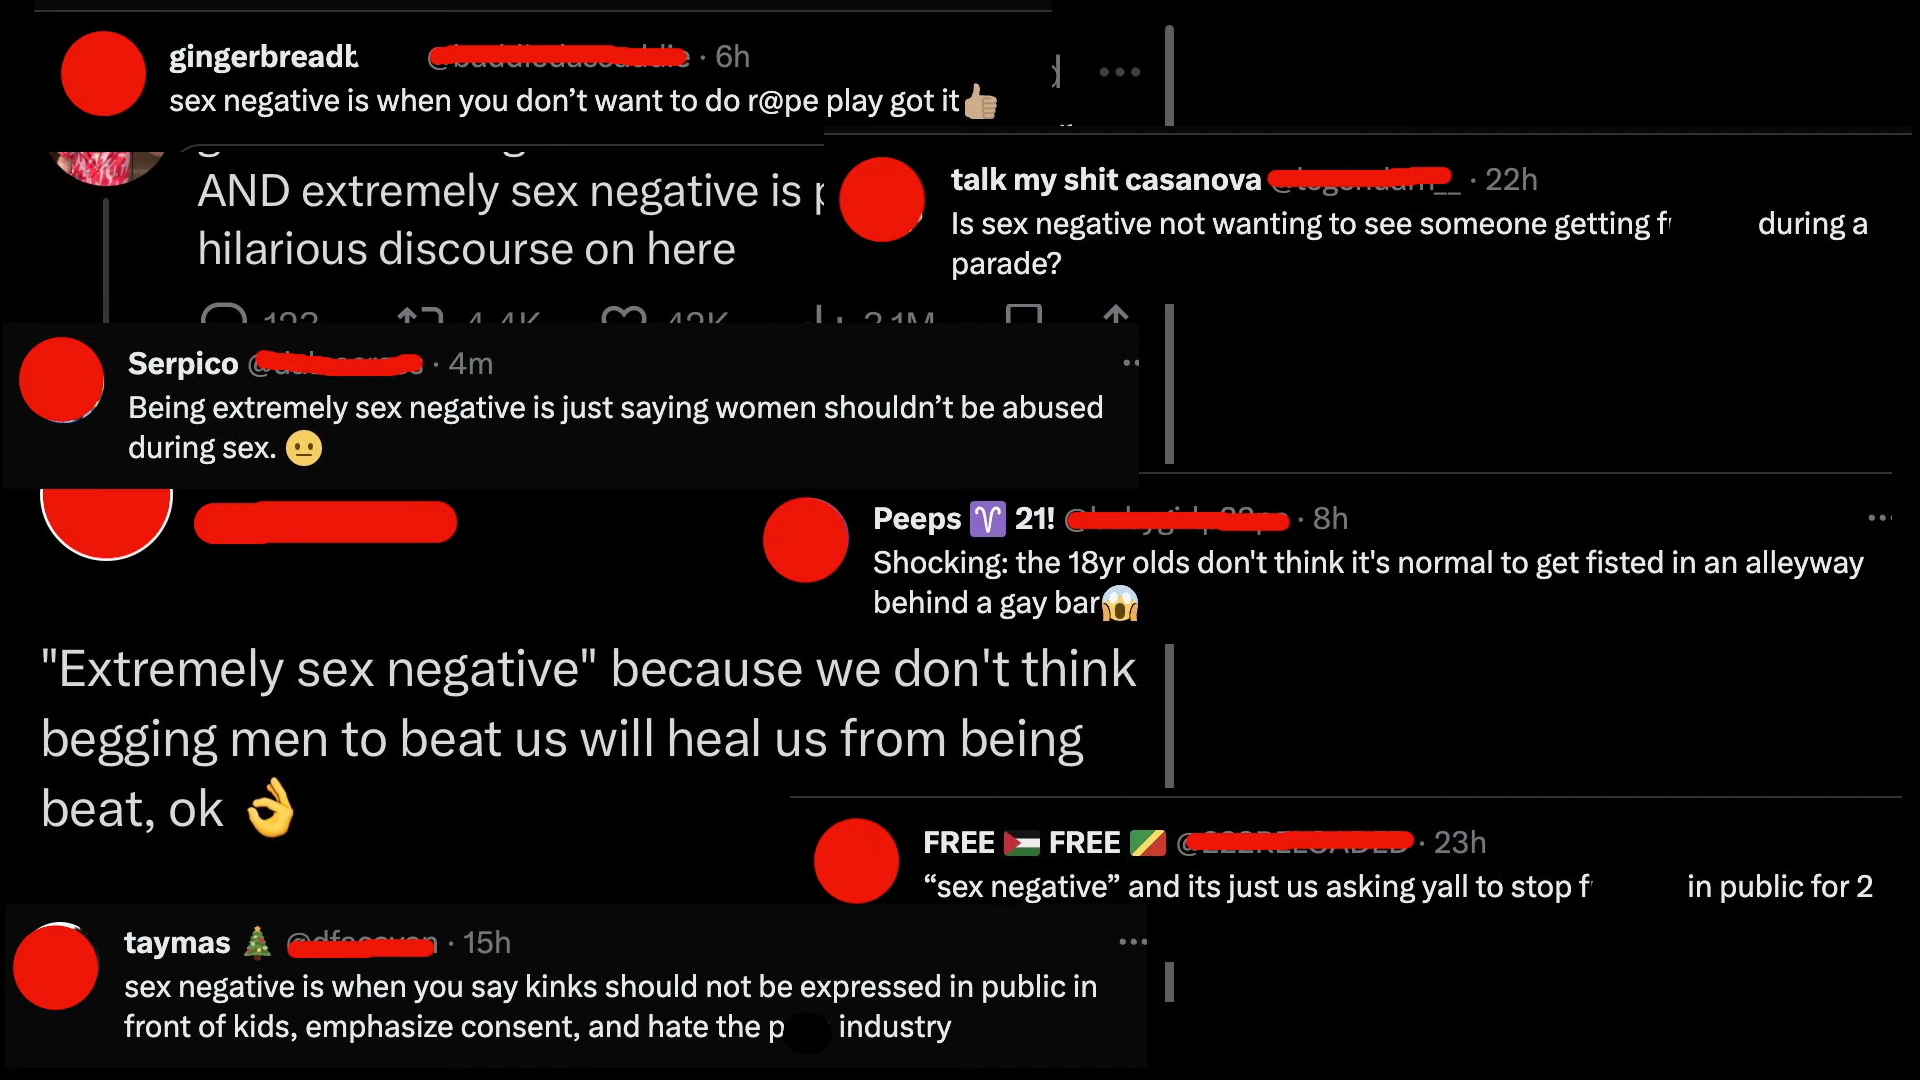 gingerbreadb · 6h
sex negative is when you don’t want to do r@pe play got it👍🏼
AND extremely sex negative is
hilarious discourse on here
talk my shit casanova · 22h
Is sex negative not wanting to see someone getting f during a
parade?
Serpico · 4m
Being extremely sex negative is just saying women shouldn’t be abused
during sex. 😐
Peeps ♈ 21! · 8h
Shocking: the 18yr olds don't think it's normal to get fisted in an alleyway
behind a gay bar😱
"Extremely sex negative" because we don't think
begging men to beat us will heal us from being
beat, ok 👌
FREE 🇵🇸 FREE 🇨🇬 · 23h
“sex negative” and its just us asking yall to stop f in public for 2
taymas 🎄 · 15h
sex negative is when you say kinks should not be expressed in public in
front of kids, emphasize consent, and hate the p industry